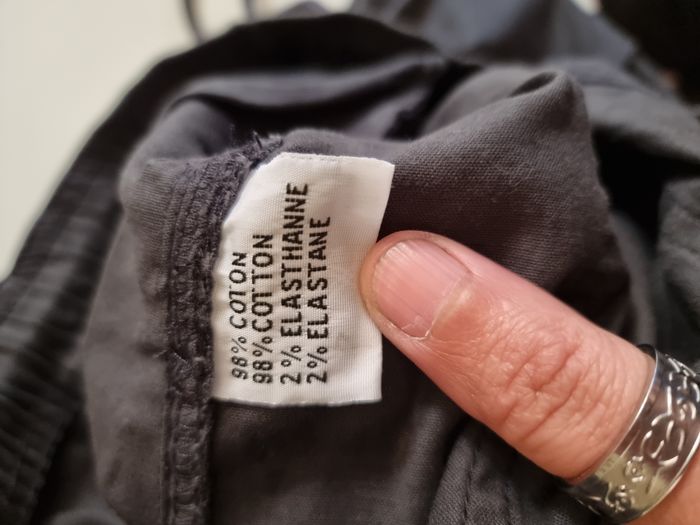 98% COTON
98% COTTON
2% ELASTHANNE
2% ELASTANE